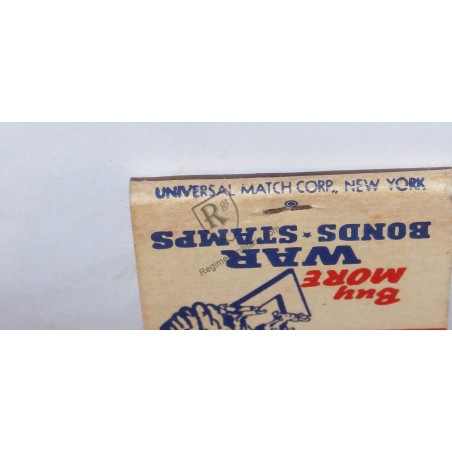 UNIVERSAL MATCH CORP., NEW YORK
Buy
MORE
WAR
BONDS * STAMPS